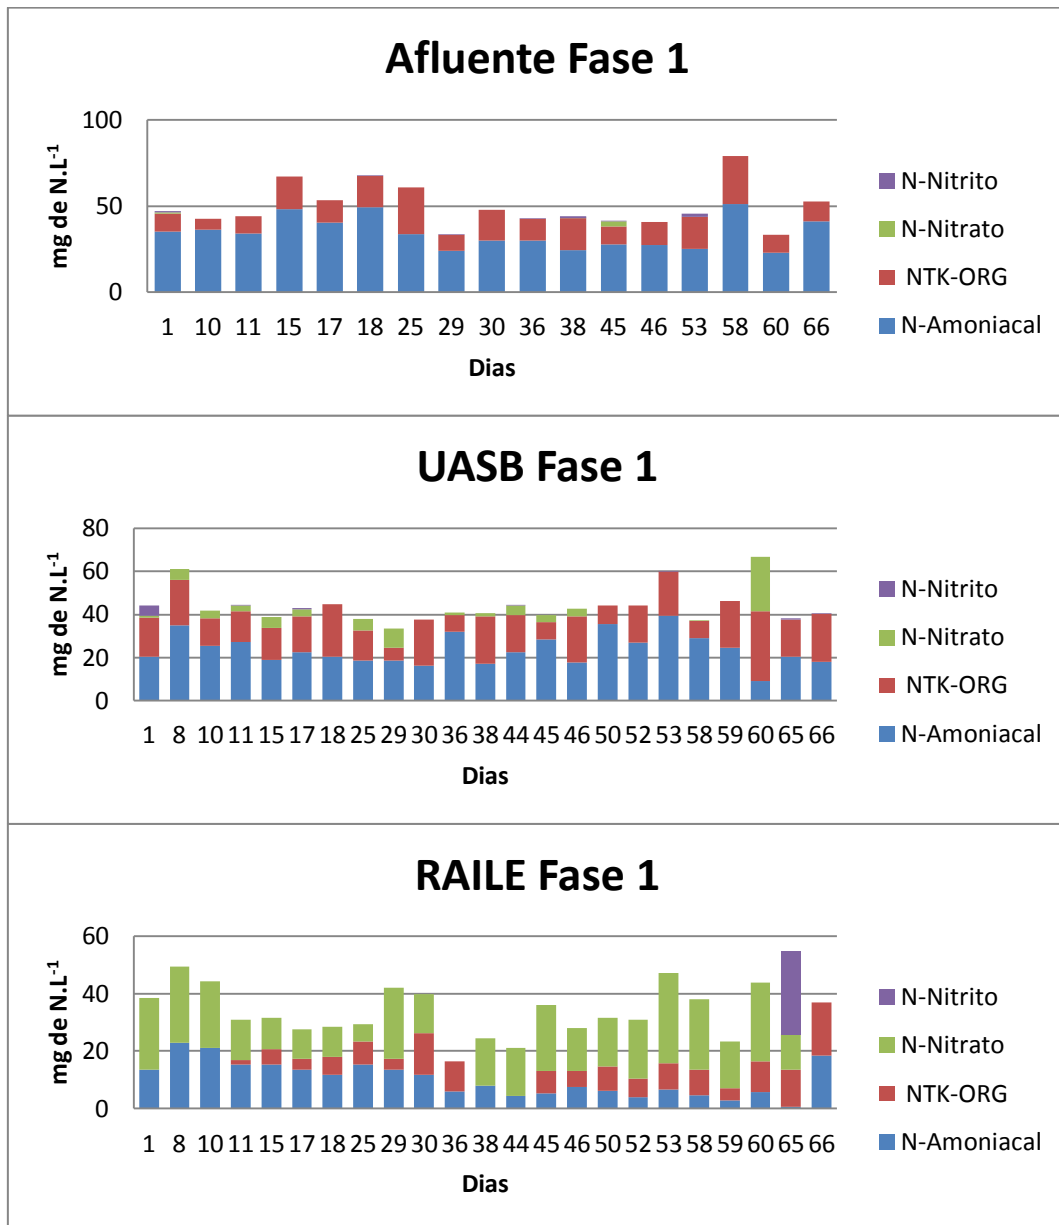 Afluente Fase 1
100
50
0
mg de N.L-1
1 10 11 15 17 18 25 29 30 36 38 45 46 53 58 60 66
Dias
N-Nitrito
N-Nitrato
NTK-ORG
N-Amoniacal
UASB Fase 1
80
60
40
20
0
mg de N.L-1
1 8 10 11 15 17 18 25 29 30 36 38 44 45 46 50 52 53 58 59 60 65 66
Dias
N-Nitrito
N-Nitrato
NTK-ORG
N-Amoniacal
RAILE Fase 1
60
40
20
0
mg de N.L-1
1 8 10 11 15 17 18 25 29 30 36 38 44 45 46 50 52 53 58 59 60 65 66
Dias
N-Nitrito
N-Nitrato
NTK-ORG
N-Amoniacal